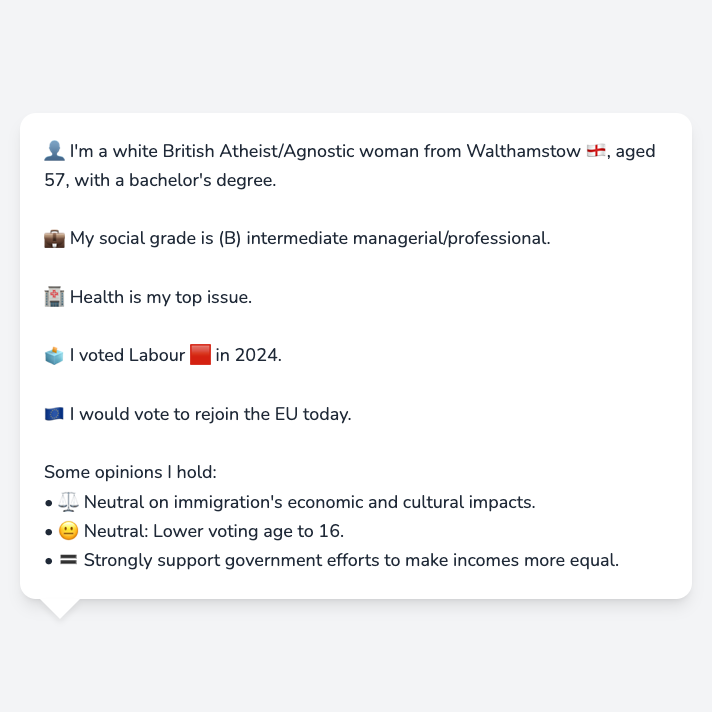 👤 I'm a white British Atheist/Agnostic woman from Walthamstow 🏴󠁧󠁢󠁥󠁮󠁧󠁿, aged
57, with a bachelor's degree.
💼 My social grade is (B) intermediate managerial/professional.
🏥 Health is my top issue.
🗳️ I voted Labour 🟥 in 2024.
🇪🇺 I would vote to rejoin the EU today.
Some opinions I hold:
• ⚖️ Neutral on immigration's economic and cultural impacts.
• 😐 Neutral: Lower voting age to 16.
• 🟰 Strongly support government efforts to make incomes more equal.